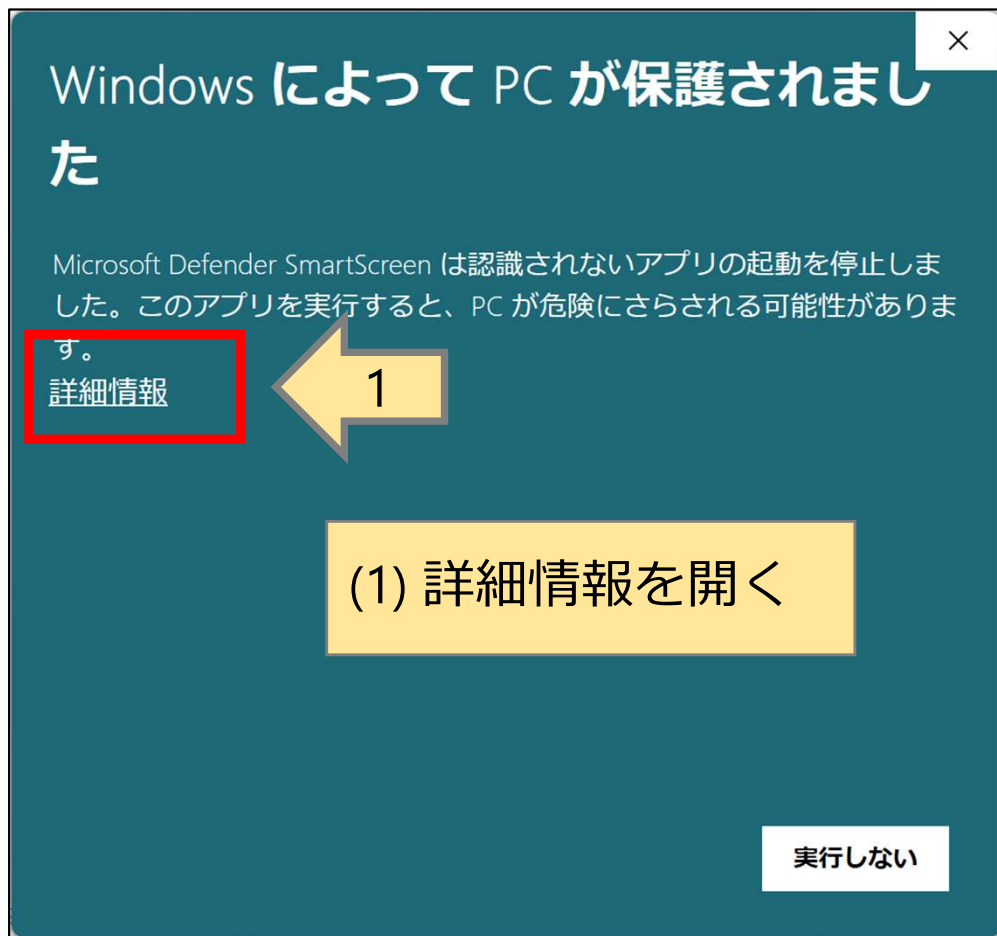 Windows によって PC が保護されまし
た
Microsoft Defender SmartScreen は認識されないアプリの起動を停止しま
した。このアプリを実行すると、PC が危険にさらされる可能性がありま
す。
詳細情報
1
(1) 詳細情報を開く
実行しない